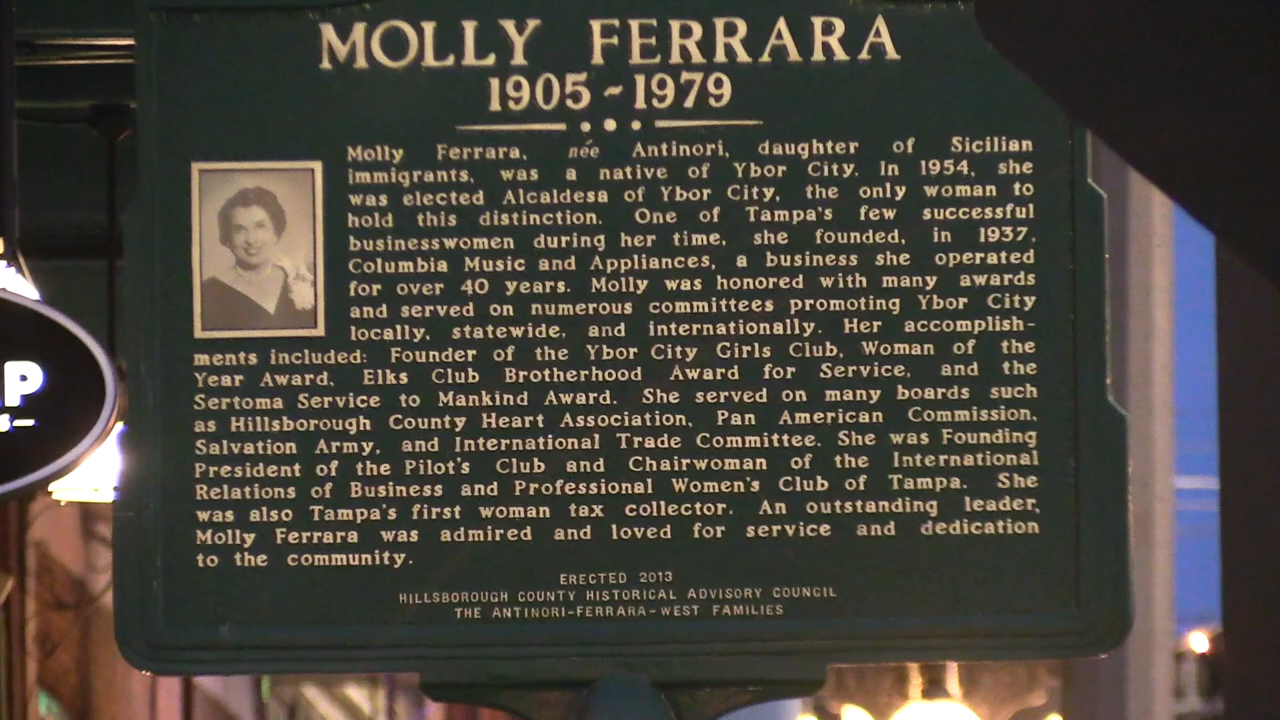 MOLLY FERRARA
1905~1979
Molly Ferrara, née Antinori, daughter of Sicilian
immigrants, was a native of Ybor City. In 1954, she
was elected Alcaldesa of Ybor City, the only woman to
hold this distinction. One of Tampa's few successful
businesswomen during her time, she founded, in 1937,
Columbia Music and Appliances, a business she operated
for over 40 years. Molly was honored with many awards
and served on numerous committees promoting Ybor City
locally, statewide, and internationally. Her accomplish-
ments included: Founder of the Ybor City Girls Club, Woman of the
Year Award, Elks Club Brotherhood Award for Service, and the
Sertoma Service to Mankind Award. She served on many boards such
as Hillsborough County Heart Association, Pan American Commission,
Salvation Army, and International Trade Committee. She was Founding
President of the Pilot's Club and Chairwoman of the International
Relations of Business and Professional Women's Club of Tampa. She
was also Tampa's first woman tax collector. An outstanding leader,
Molly Ferrara was admired and loved for service and dedication
to the community.
ERECTED 2013
HILLSBOROUGH COUNTY HISTORICAL ADVISORY COUNCIL
THE ANTINORI-FERRARA-WEST FAMILIES
P